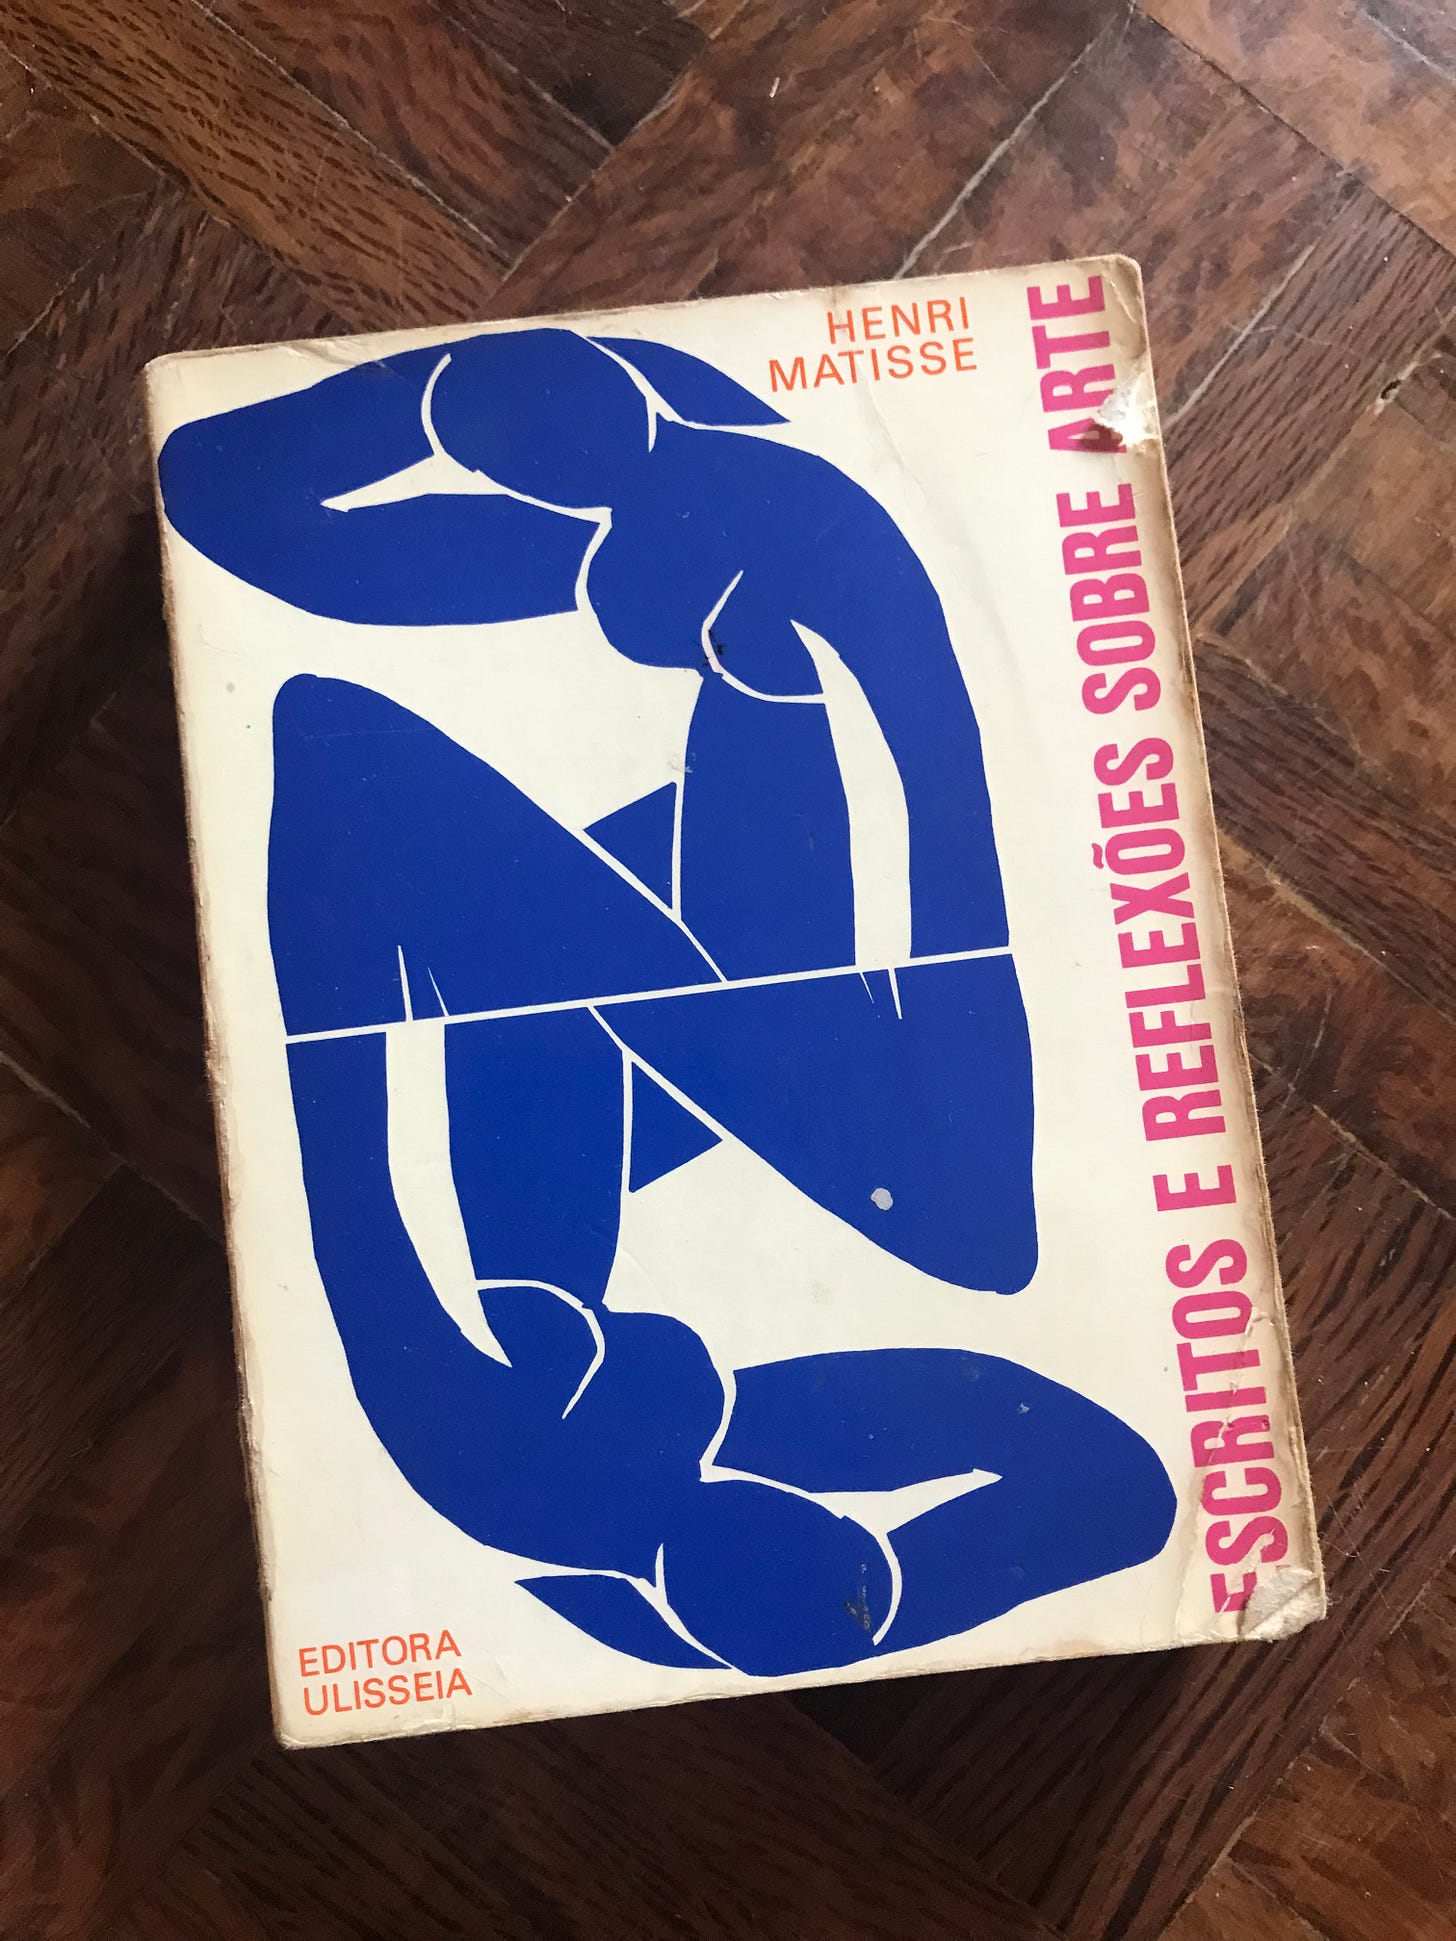 HENRI
MATISSE
ESCRITOS E REFLEXÕES SOBRE ARTE
EDITORA
ULISSEIA